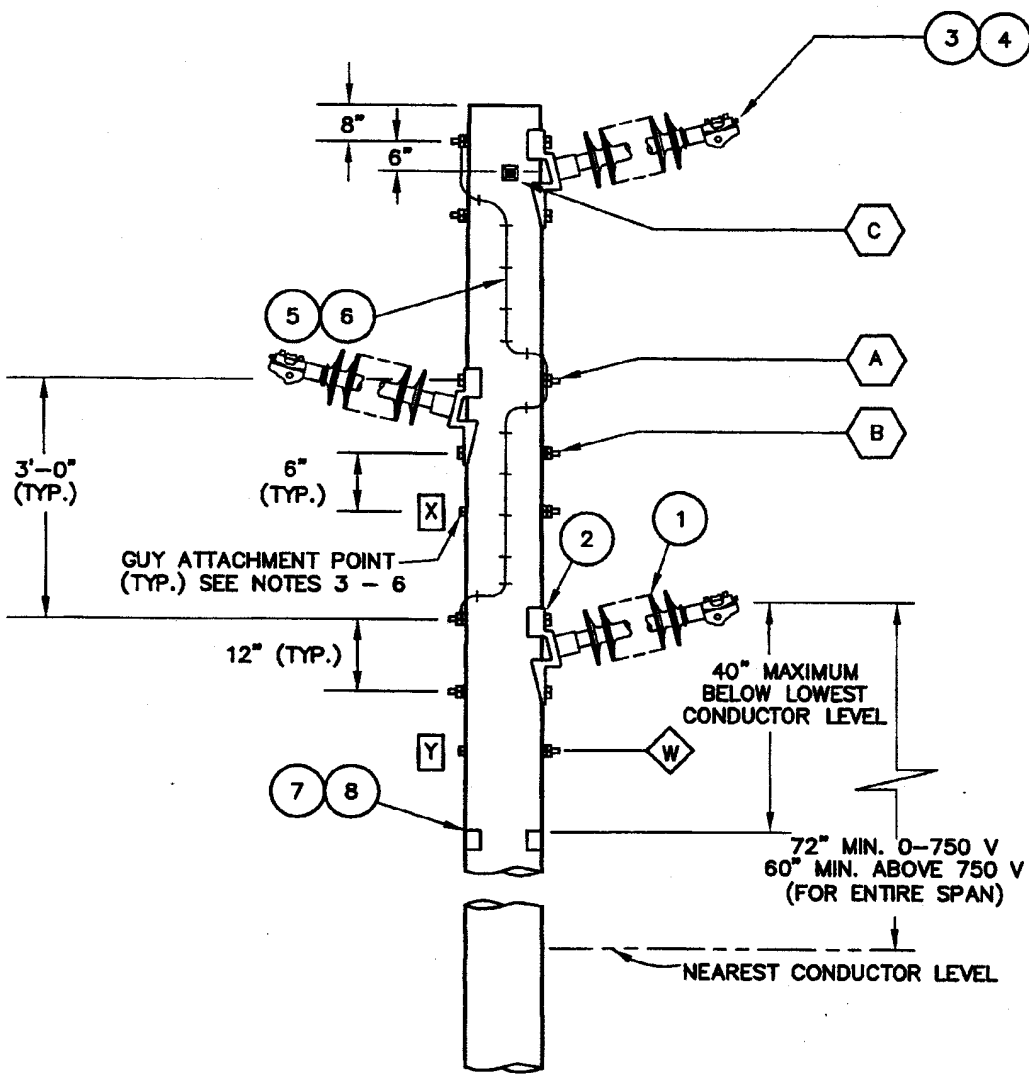 3 4
8"
6"
C
5 6
A
B
3'-0"
(TYP.)
6"
(TYP.)
X
1
2
GUY ATTACHMENT POINT
(TYP.) SEE NOTES 3 - 6
12" (TYP.)
40" MAXIMUM
BELOW LOWEST
CONDUCTOR LEVEL
Y
W
7 8
72" MIN. 0-750 V
60" MIN. ABOVE 750 V
(FOR ENTIRE SPAN)
NEAREST CONDUCTOR LEVEL